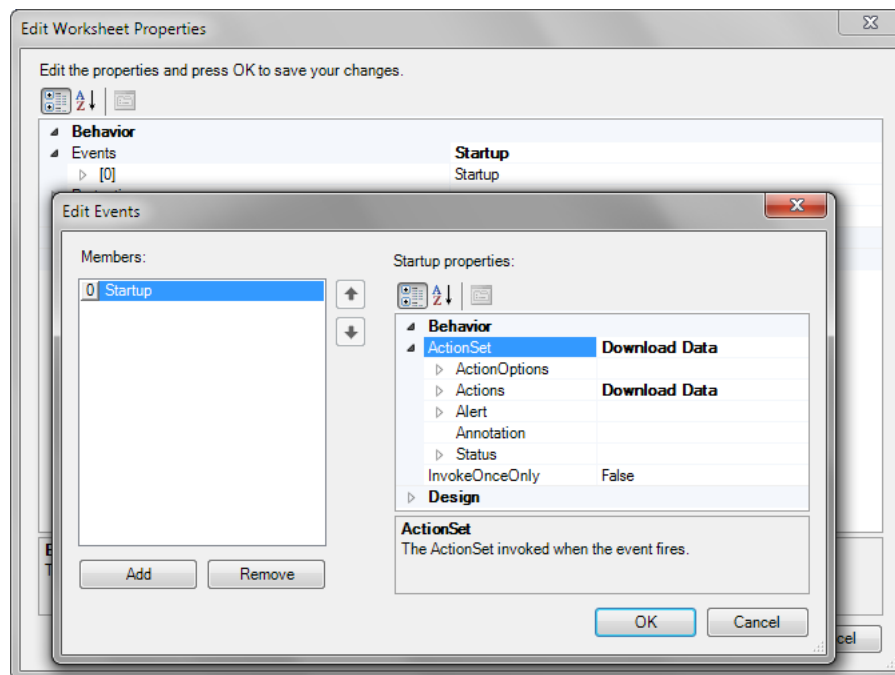 Edit Worksheet Properties
Edit the properties and press OK to save your changes.
Behavior
Events Startup
[0] Startup
Edit Events
Members:
0 Startup
Add Remove
Startup properties:
Behavior
ActionSet Download Data
ActionOptions
Actions Download Data
Alert
Annotation
Status
InvokeOnceOnly False
Design
ActionSet
The ActionSet invoked when the event fires.
OK Cancel